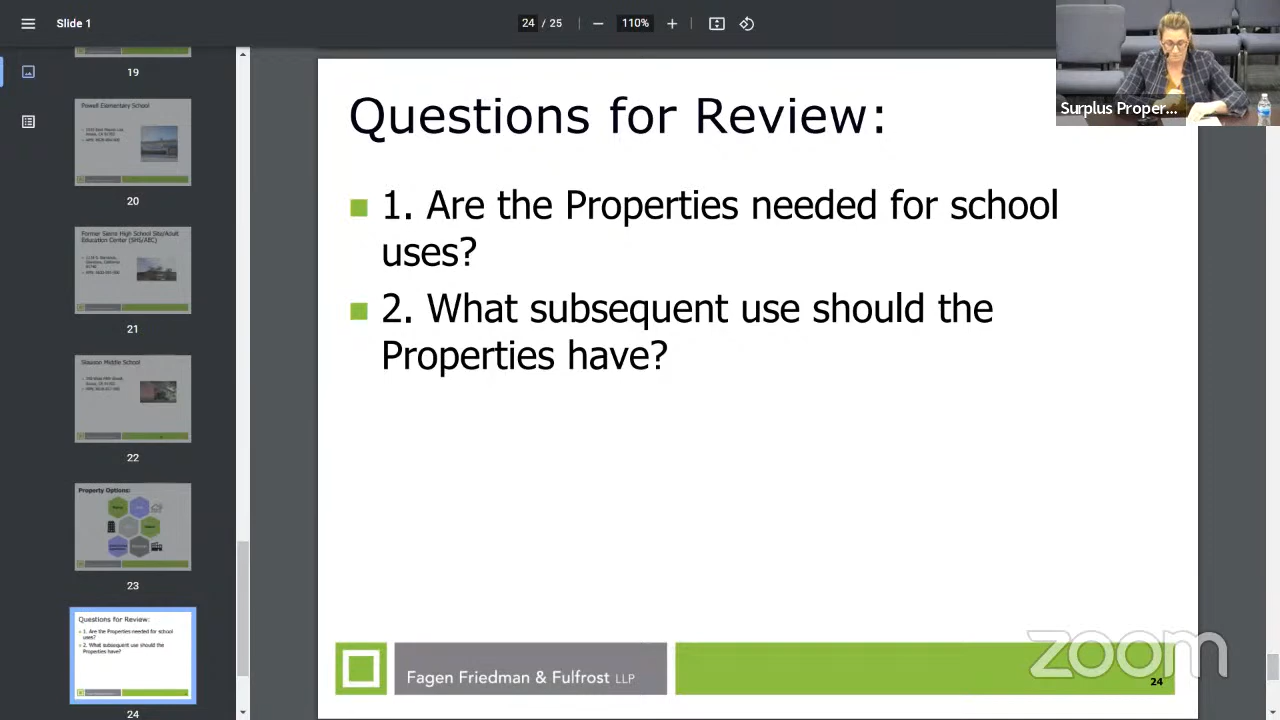 Slide 1
24 / 25
110%
Surplus Proper...
19
Powell Elementary School
20
Former Sierra High School Site/Adult
Education Center (SHS/AEC)
21
Slauson Middle School
22
Property Options:
23
Questions for Review:
1. Are the Properties needed for school
uses?
2. What subsequent use should the
Properties have?
24
Questions for Review:
1. Are the Properties needed for school
uses?
2. What subsequent use should the
Properties have?
Fagen Friedman & Fulfrost LLP
24
zoom